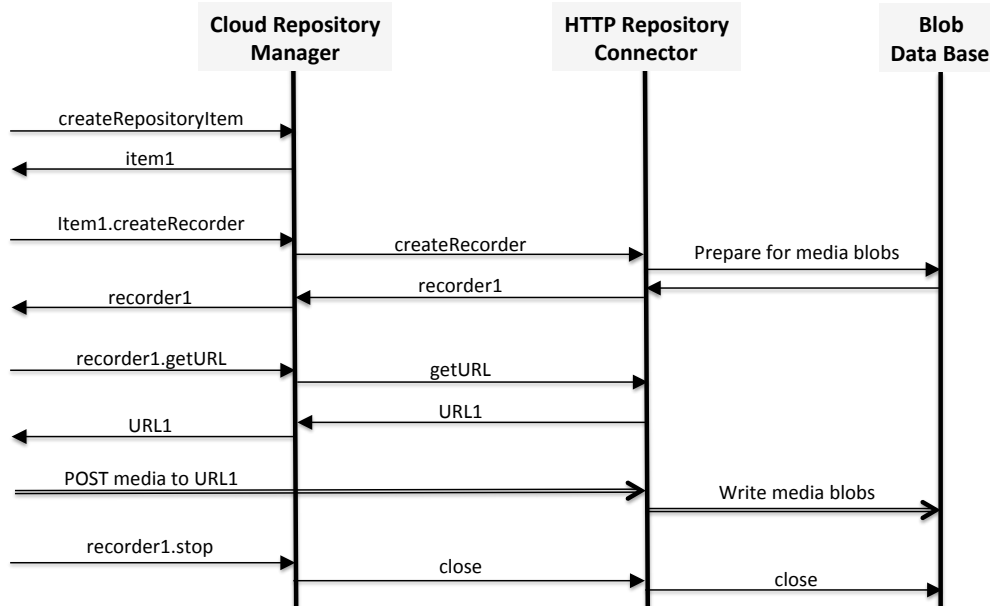 Cloud Repository
Manager
HTTP Repository
Connector
Blob
Data Base
createRepositoryItem
item1
Item1.createRecorder
createRecorder
Prepare for media blobs
recorder1
recorder1
recorder1.getURL
getURL
URL1
URL1
POST media to URL1
Write media blobs
recorder1.stop
close
close